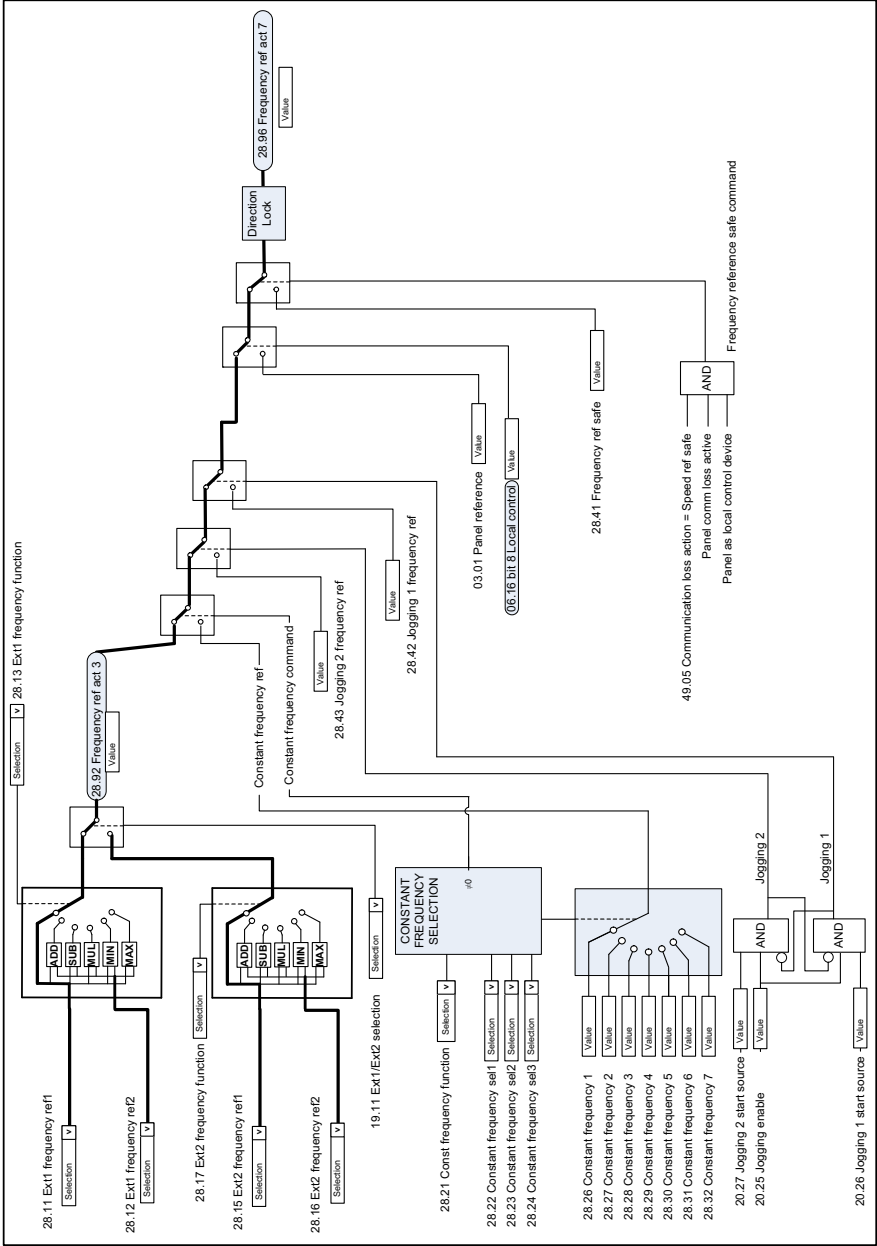 28.11 Ext1 frequency ref1
Selection v
28.12 Ext1 frequency ref2
Selection v
ADD
SUB
MUL
MIN
MAX
Selection v 28.13 Ext1 frequency function
28.17 Ext2 frequency function Selection v
28.15 Ext2 frequency ref1
Selection v
28.16 Ext2 frequency ref2
Selection v
ADD
SUB
MUL
MIN
MAX
19.11 Ext1/Ext2 selection Selection v
28.92 Frequency ref act 3
Value
28.21 Const frequency function Selection v
28.22 Constant frequency sel1 Selection v
28.23 Constant frequency sel2 Selection v
28.24 Constant frequency sel3 Selection v
CONSTANT
FREQUENCY
SELECTION
≠0
Constant frequency ref
Constant frequency command
28.26 Constant frequency 1 Value
28.27 Constant frequency 2 Value
28.28 Constant frequency 3 Value
28.29 Constant frequency 4 Value
28.30 Constant frequency 5 Value
28.31 Constant frequency 6 Value
28.32 Constant frequency 7 Value
20.27 Jogging 2 start source Value
20.25 Jogging enable Value
20.26 Jogging 1 start source Value
AND
AND
Jogging 2
Jogging 1
Value
28.43 Jogging 2 frequency ref
Value
28.42 Jogging 1 frequency ref
03.01 Panel reference Value
06.16 bit 8 Local control Value
28.41 Frequency ref safe Value
49.05 Communication loss action = Speed ref safe
Panel comm loss active
Panel as local control device
AND
Frequency reference safe command
Direction
Lock
28.96 Frequency ref act 7
Value